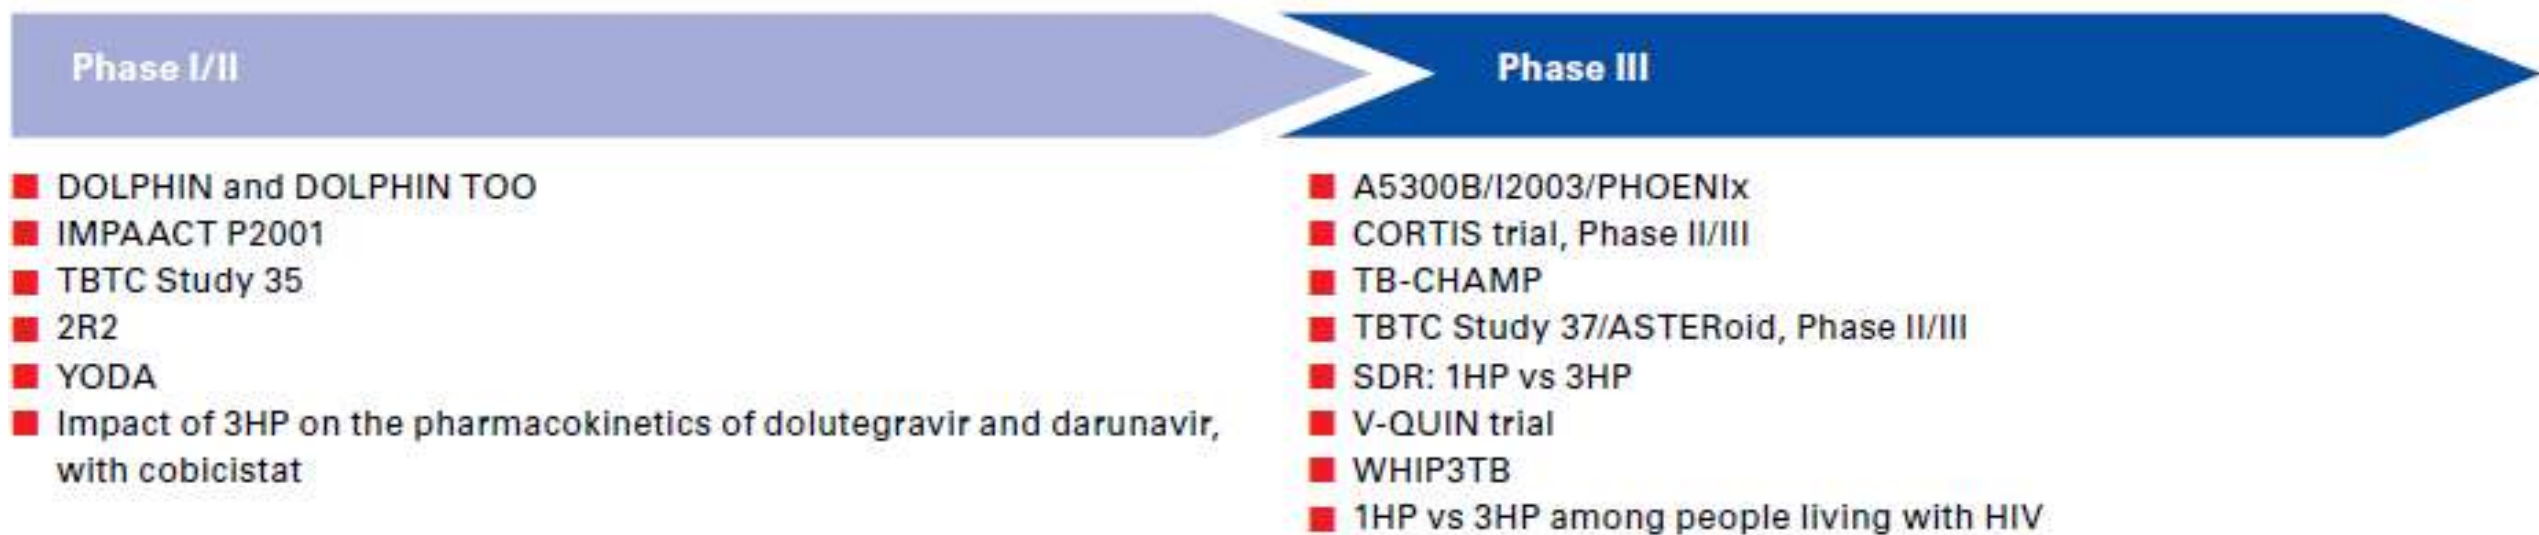 Phase I/II
DOLPHIN and DOLPHIN TOO
IMPAACT P2001
TBTC Study 35
2R2
YODA
Impact of 3HP on the pharmacokinetics of dolutegravir and darunavir,
with cobicistat
Phase III
A5300B/I2003/PHOENIx
CORTIS trial, Phase II/III
TB-CHAMP
TBTC Study 37/ASTERoid, Phase II/III
SDR: 1HP vs 3HP
V-QUIN trial
WHIP3TB
1HP vs 3HP among people living with HIV